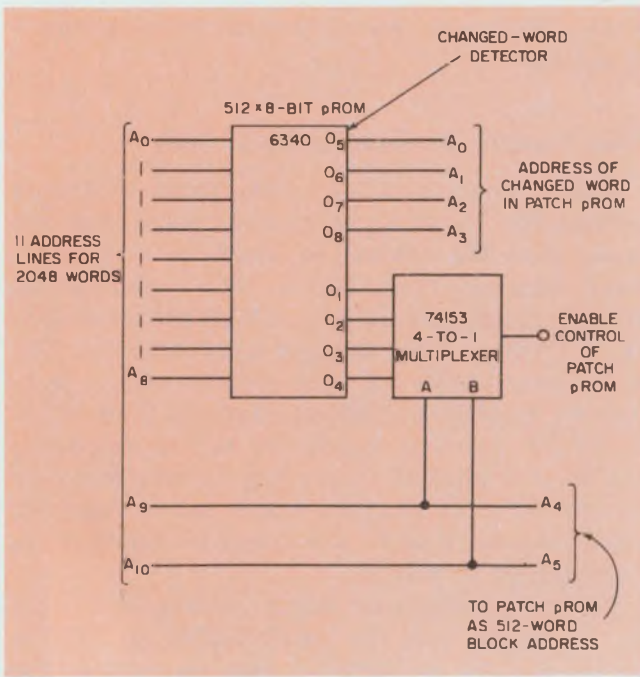 CHANGED-WORD
DETECTOR
512 x 8-BIT pROM
A0
6340
O5
A0
O6
A1
O7
A2
O8
A3
ADDRESS OF
CHANGED WORD
IN PATCH pROM
11 ADDRESS
LINES FOR
2048 WORDS
O1
O2
O3
O4
A8
74153
4-TO-1
MULTIPLEXER
A B
ENABLE
CONTROL
OF
PATCH
pROM
A9
A4
A10
A5
TO PATCH pROM
AS 512-WORD
BLOCK ADDRESS